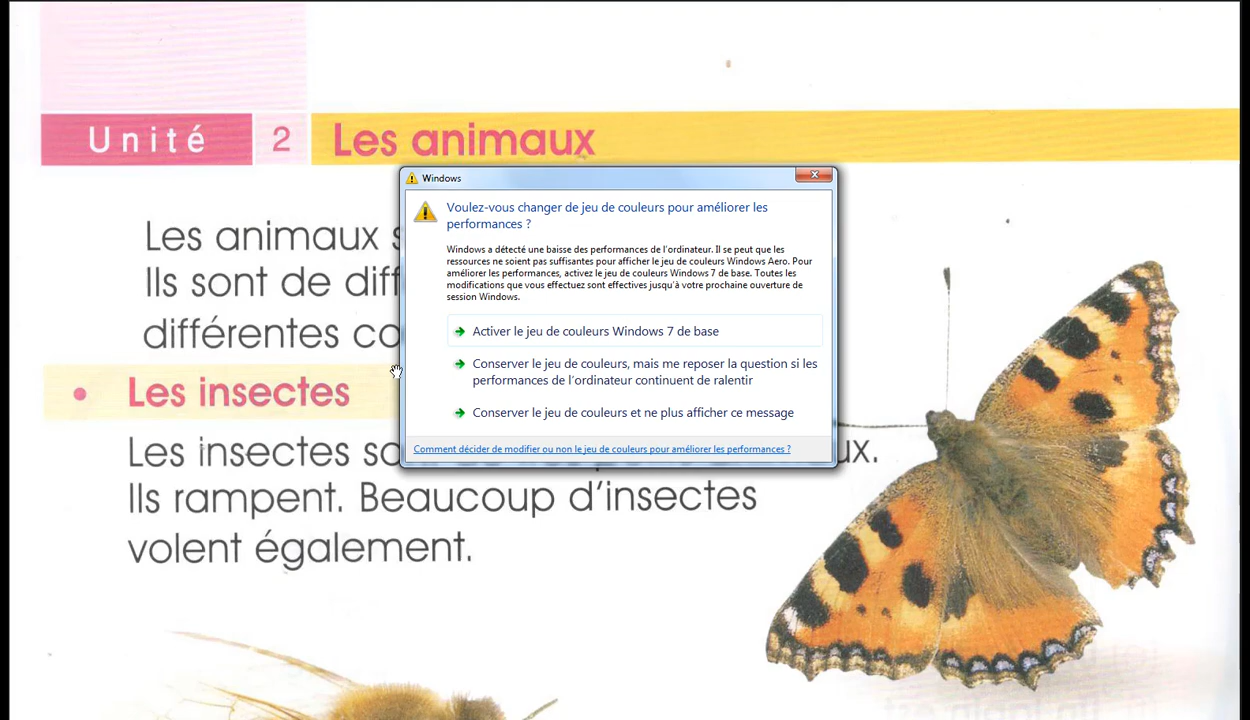 Unité 2 Les animaux
Windows
Voulez-vous changer de jeu de couleurs pour améliorer les
performances ?
Windows a détecté une baisse des performances de l'ordinateur. Il se peut que les
ressources ne soient pas suffisantes pour afficher le jeu de couleurs Windows Aero. Pour
améliorer les performances, activez le jeu de couleurs Windows 7 de base. Toutes les
modifications que vous effectuez sont effectives jusqu'à votre prochaine ouverture de
session Windows.
Activer le jeu de couleurs Windows 7 de base
Conserver le jeu de couleurs, mais me reposer la question si les
performances de l'ordinateur continuent de ralentir
Conserver le jeu de couleurs et ne plus afficher ce message
Comment décider de modifier ou non le jeu de couleurs pour améliorer les performances ?
Les animaux
Ils sont de
différentes
Les insectes
Les insectes
Ils rampent. Beaucoup d'insectes
volent également.